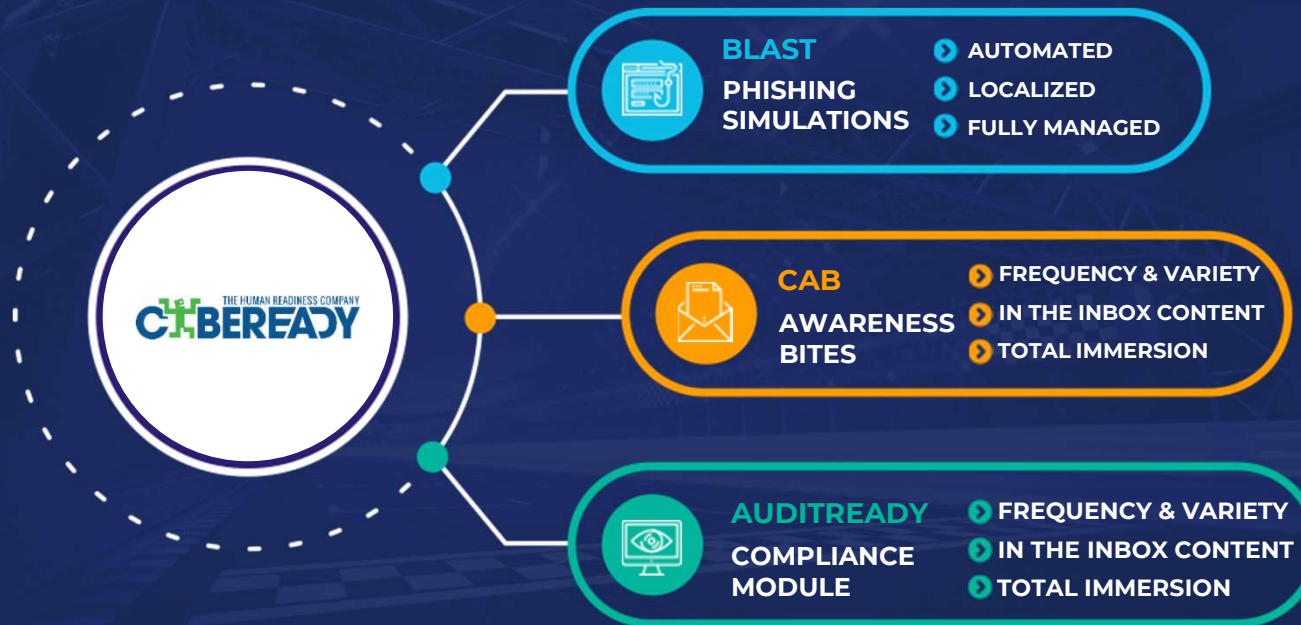 THE HUMAN READINESS COMPANY
CYBEREADY
BLAST
PHISHING
SIMULATIONS
AUTOMATED
LOCALIZED
FULLY MANAGED
CAB
AWARENESS
BITES
FREQUENCY & VARIETY
IN THE INBOX CONTENT
TOTAL IMMERSION
AUDITREADY
COMPLIANCE
MODULE
FREQUENCY & VARIETY
IN THE INBOX CONTENT
TOTAL IMMERSION